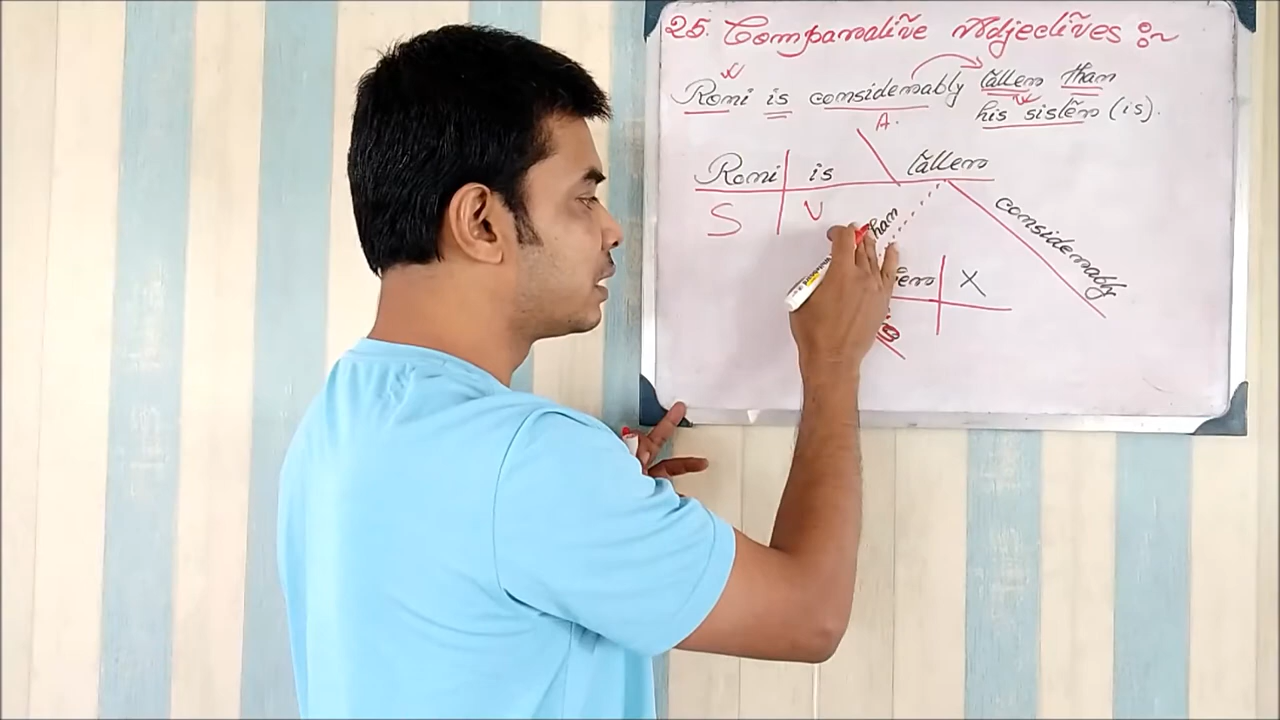 25. Comparative Adjectives :~
Romi is considerably taller than
his sister (is).
A.
Romi is taller
S V
than
considerably
X